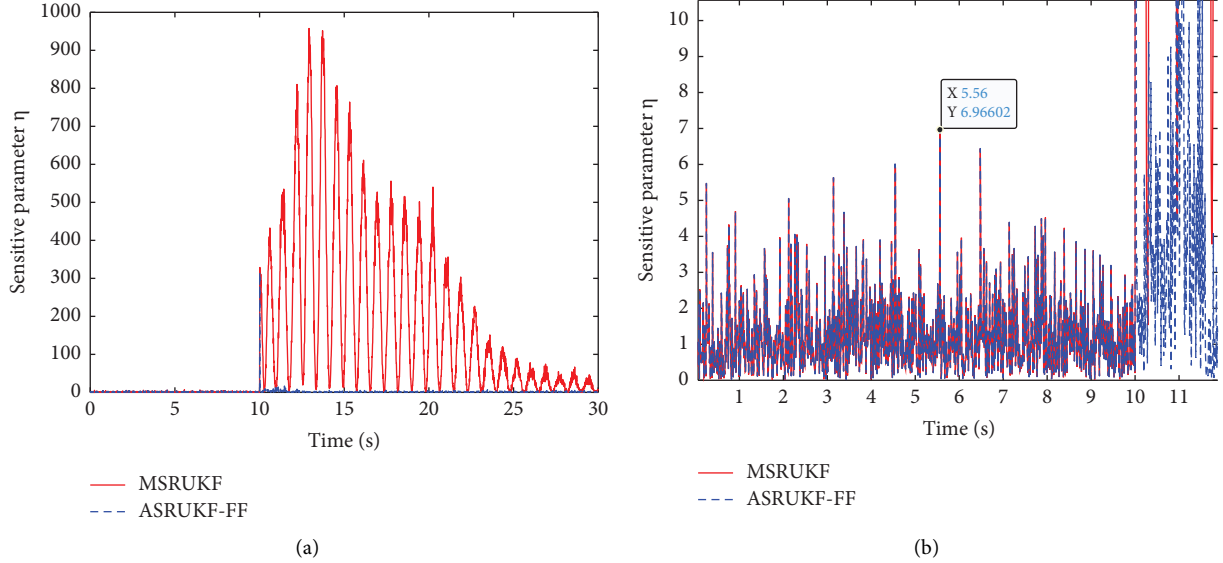 1000
900
800
700
600
500
400
300
200
100
0
Sensitive parameter η
0 5 10 15 20 25 30
Time (s)
MSRUKF
ASRUKF-FF
(a)
10
9
8
7
6
5
4
3
2
1
0
Sensitive parameter η
X 5.56
Y 6.96602
1 2 3 4 5 6 7 8 9 10 11
Time (s)
MSRUKF
ASRUKF-FF
(b)